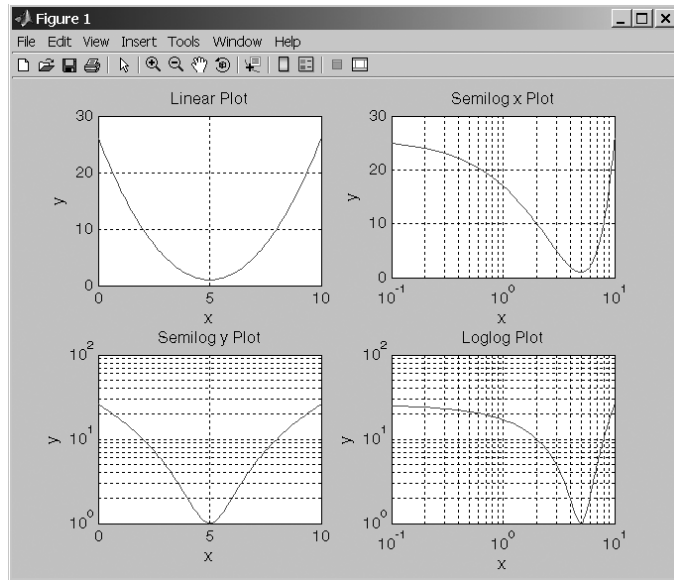 Figure 1
File Edit View Insert Tools Window Help
Linear Plot
30
20
10
0
y
0 5 10
x
Semilog x Plot
30
20
10
0
y
10^-1 10^0 10^1
x
Semilog y Plot
10^2
10^1
10^0
y
0 5 10
x
Loglog Plot
10^2
10^1
10^0
y
10^-1 10^0 10^1
x